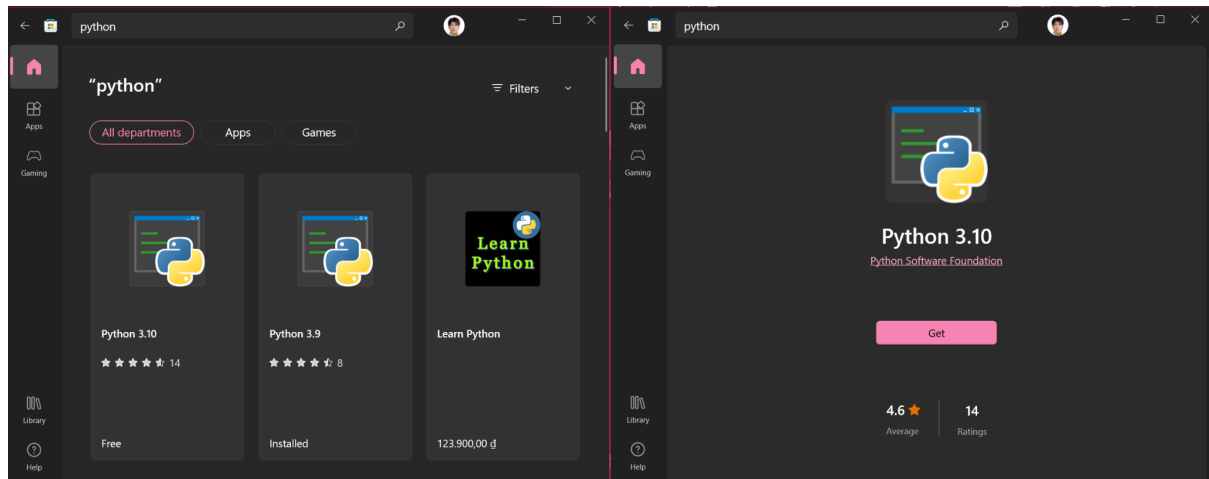 python
"python"
Filters
All departments
Apps
Games
Apps
Gaming
Learn
Python
Python 3.10
14
Free
Python 3.9
8
Installed
Learn Python
123.900,00 ₫
Library
Help
python
Apps
Gaming
Python 3.10
Python Software Foundation
Get
4.6
Average
14
Ratings
Library
Help